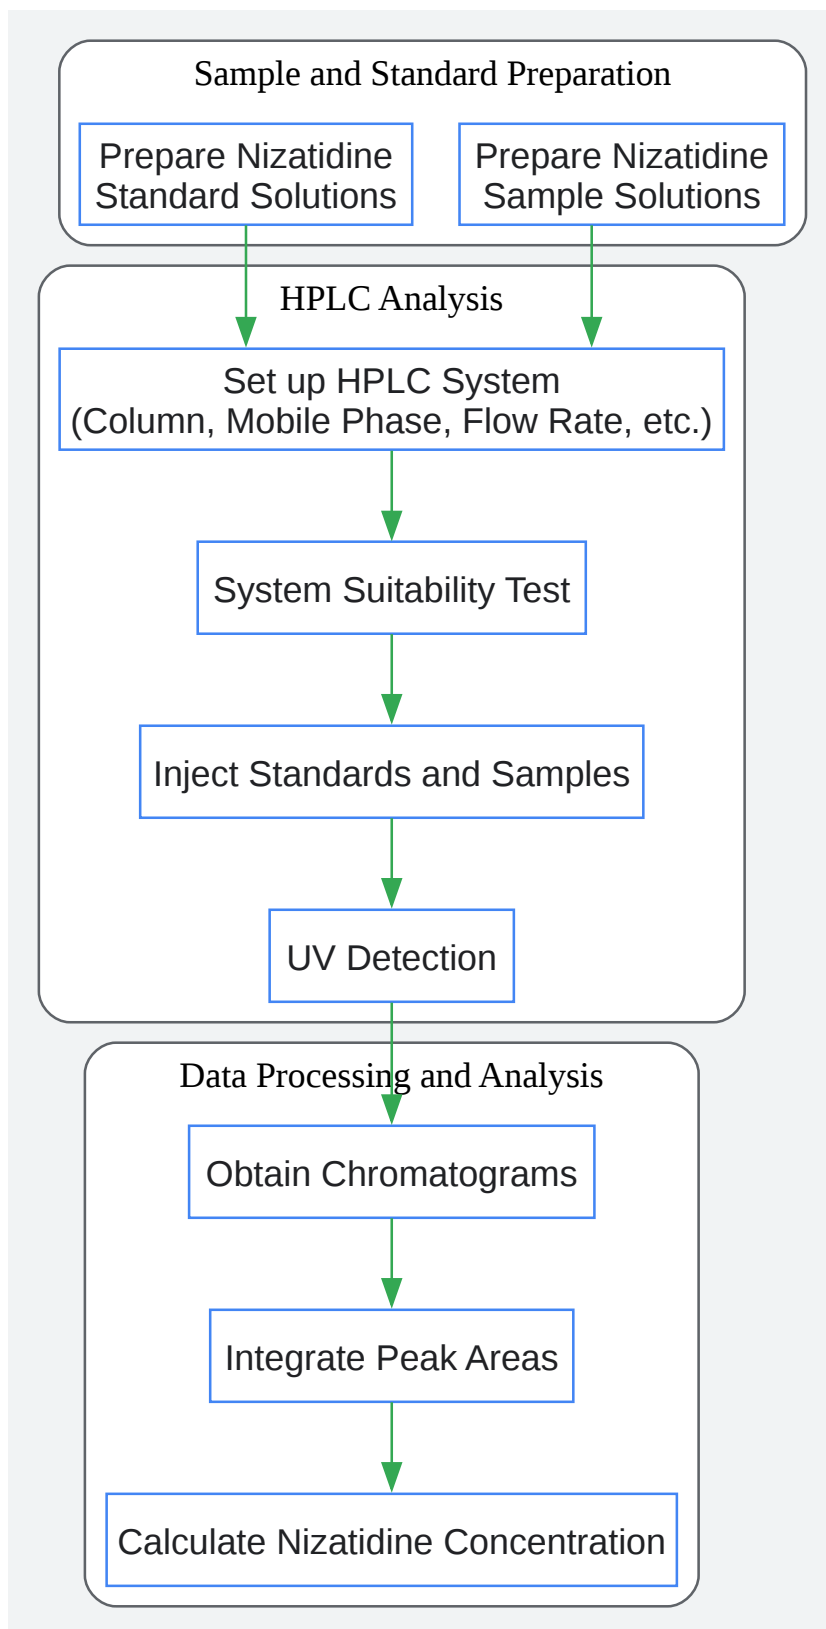 Sample and Standard Preparation
Prepare Nizatidine
Standard Solutions
Prepare Nizatidine
Sample Solutions
HPLC Analysis
Set up HPLC System
(Column, Mobile Phase, Flow Rate, etc.)
System Suitability Test
Inject Standards and Samples
UV Detection
Data Processing and Analysis
Obtain Chromatograms
Integrate Peak Areas
Calculate Nizatidine Concentration